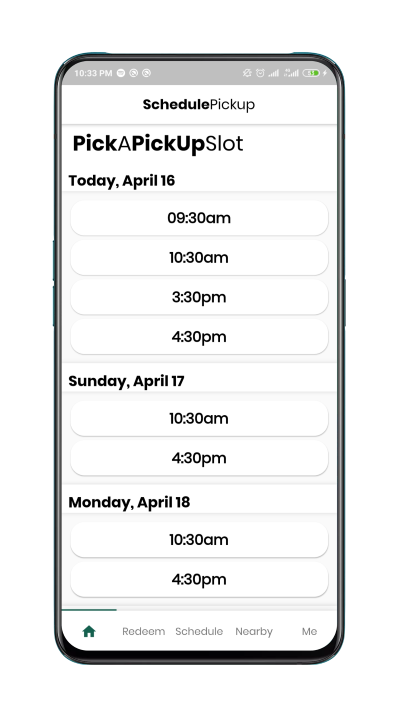 10:33 PM
SchedulePickup
PickAPickUpSlot
Today, April 16
09:30am
10:30am
3:30pm
4:30pm
Sunday, April 17
10:30am
4:30pm
Monday, April 18
10:30am
4:30pm
Redeem Schedule Nearby Me